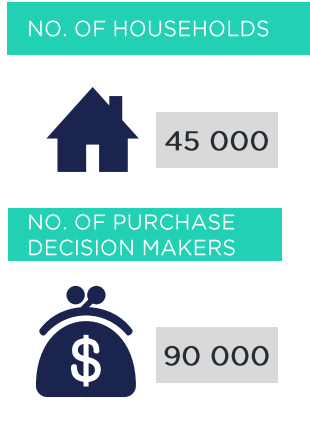 NO. OF HOUSEHOLDS
45 000
NO. OF PURCHASE
DECISION MAKERS
$
90 000